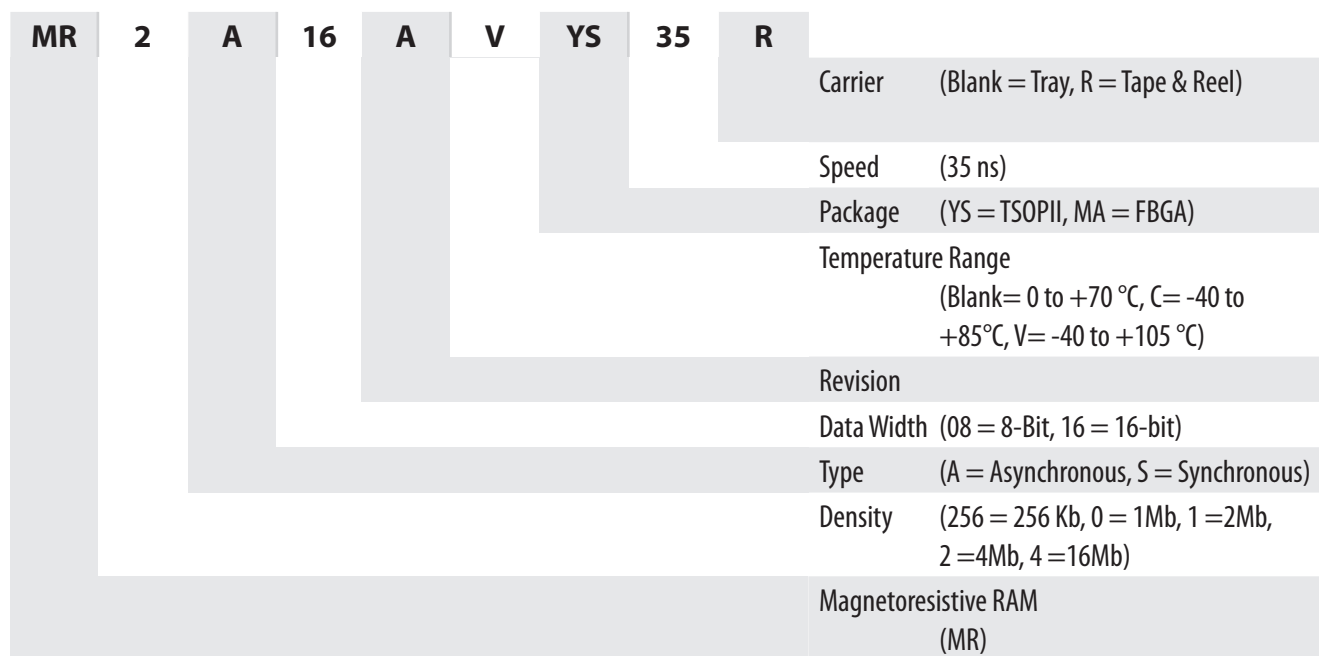 MR 2 A 16 A V YS 35 R
Carrier (Blank = Tray, R = Tape & Reel)
Speed (35 ns)
Package (YS = TSOPII, MA = FBGA)
Temperature Range
(Blank= 0 to +70 °C, C= -40 to
+85°C, V= -40 to +105 °C)
Revision
Data Width (08 = 8-Bit, 16 = 16-bit)
Type (A = Asynchronous, S = Synchronous)
Density (256 = 256 Kb, 0 = 1Mb, 1 =2Mb,
2 =4Mb, 4 =16Mb)
Magnetoresistive RAM
(MR)